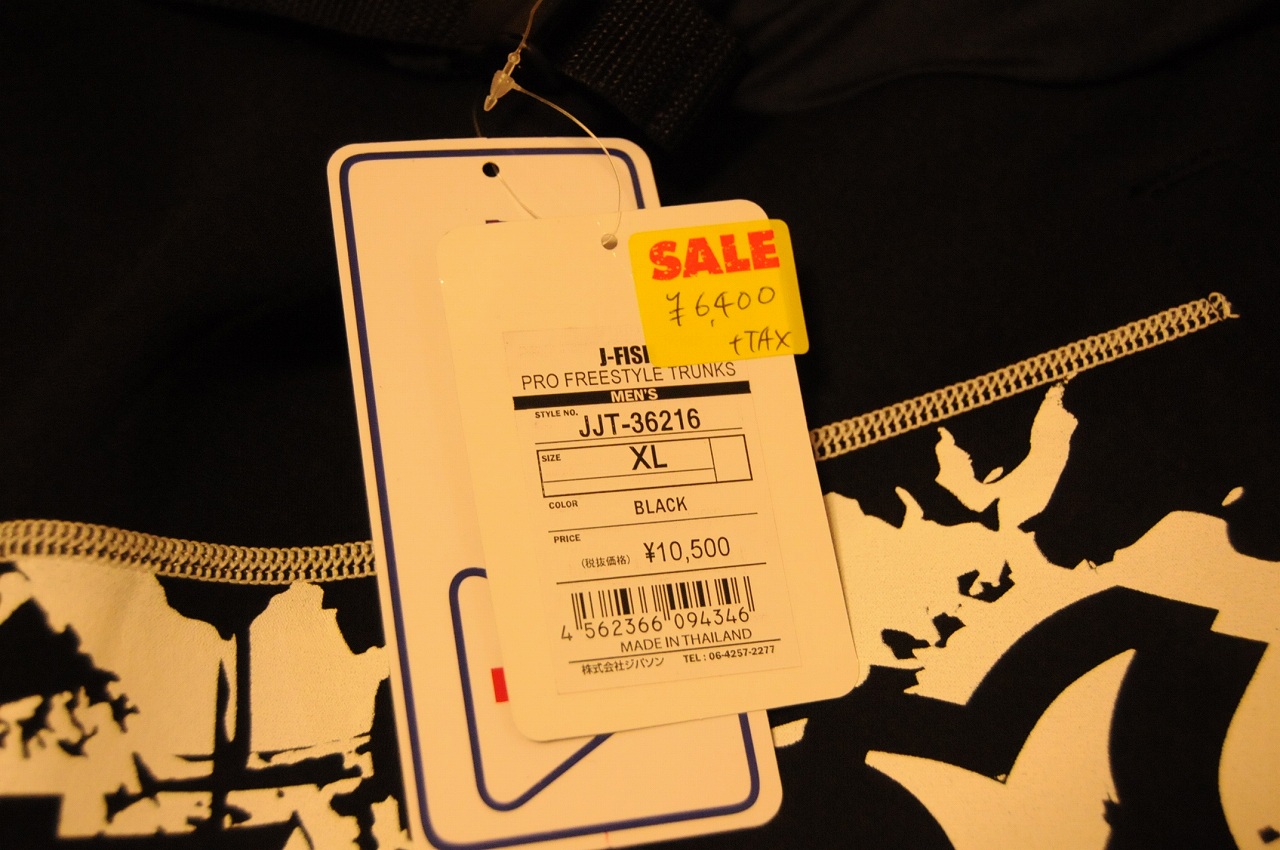 SALE
¥6,400
+TAX
J-FISH
PRO FREESTYLE TRUNKS
MEN'S
STYLE NO.
JJT-36216
SIZE
XL
COLOR
BLACK
PRICE
(税抜価格) ¥10,500
4 562366 094346
MADE IN THAILAND
株式会社ジパソン TEL : 06-4257-2277